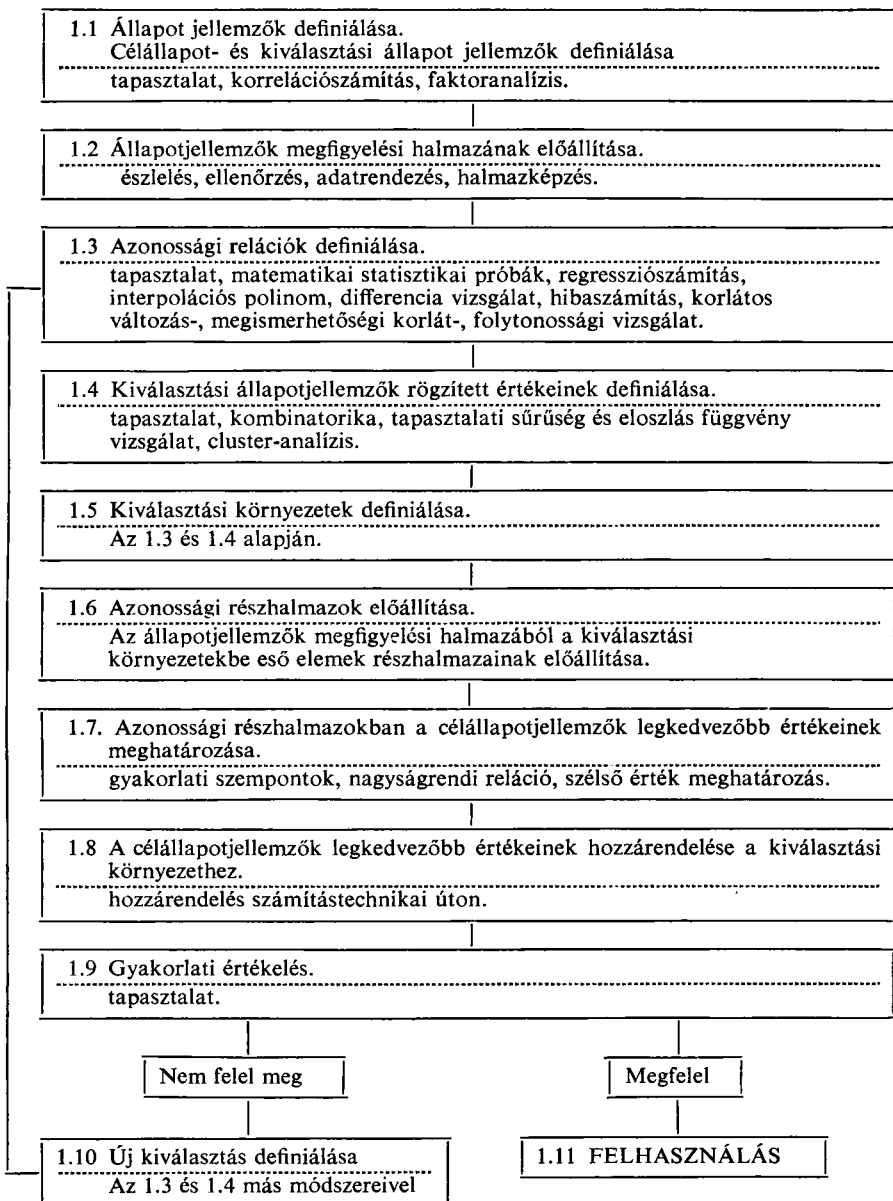 1.1 Állapot jellemzők definiálása.
Célállapot- és kiválasztási állapot jellemzők definiálása
tapasztalat, korrelációszámítás, faktoranalízis.
1.2 Állapotjellemzők megfigyelési halmazának előállítása.
észlelés, ellenőrzés, adatrendezés, halmazképzés.
1.3 Azonossági relációk definiálása.
tapasztalat, matematikai statisztikai próbák, regressziószámítás,
interpolációs polinom, differencia vizsgálat, hibaszámítás, korlátos
változás-, megismerhetőségi korlát-, folytonossági vizsgálat.
1.4 Kiválasztási állapotjellemzők rögzített értékeinek definiálása.
tapasztalat, kombinatorika, tapasztalati sűrűség és eloszlás függvény
vizsgálat, cluster-analízis.
1.5 Kiválasztási környezetek definiálása.
Az 1.3 és 1.4 alapján.
1.6 Azonossági részhalmazok előállítása.
Az állapotjellemzők megfigyelési halmazából a kiválasztási
környezetekbe eső elemek részhalmazainak előállítása.
1.7. Azonossági részhalmazokban a célállapotjellemzők legkedvezőbb értékeinek
meghatározása.
gyakorlati szempontok, nagyságrendi reláció, szélső érték meghatározás.
1.8 A célállapotjellemzők legkedvezőbb értékeinek hozzárendelése a kiválasztási
környezethez.
hozzárendelés számítástechnikai úton.
1.9 Gyakorlati értékelés.
tapasztalat.
Nem felel meg
Megfelel
1.10 Új kiválasztás definiálása
Az 1.3 és 1.4 más módszereivel
1.11 FELHASZNÁLÁS